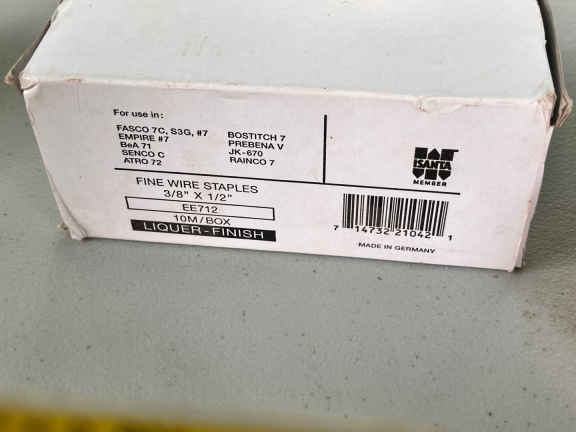 For use in:
FASCO 7C, S3G, #7
EMPIRE #7
BeA 71
SENCO C
ATRO 72
BOSTITCH 7
PREBENA V
JK-670
RAINCO 7
ISANTA
MEMBER
FINE WIRE STAPLES
3/8" X 1/2"
EE712
10M/BOX
LIQUER-FINISH
7 14732 21042 1
MADE IN GERMANY